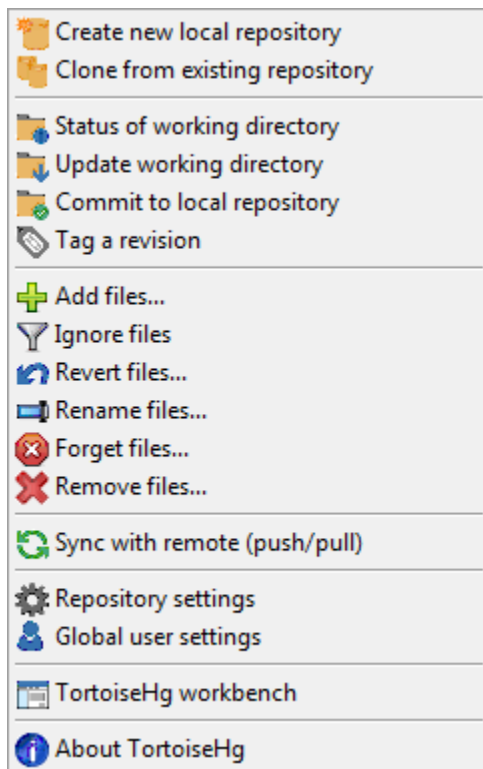 Create new local repository
Clone from existing repository
Status of working directory
Update working directory
Commit to local repository
Tag a revision
Add files...
Ignore files
Revert files...
Rename files...
Forget files...
Remove files...
Sync with remote (push/pull)
Repository settings
Global user settings
TortoiseHg workbench
About TortoiseHg